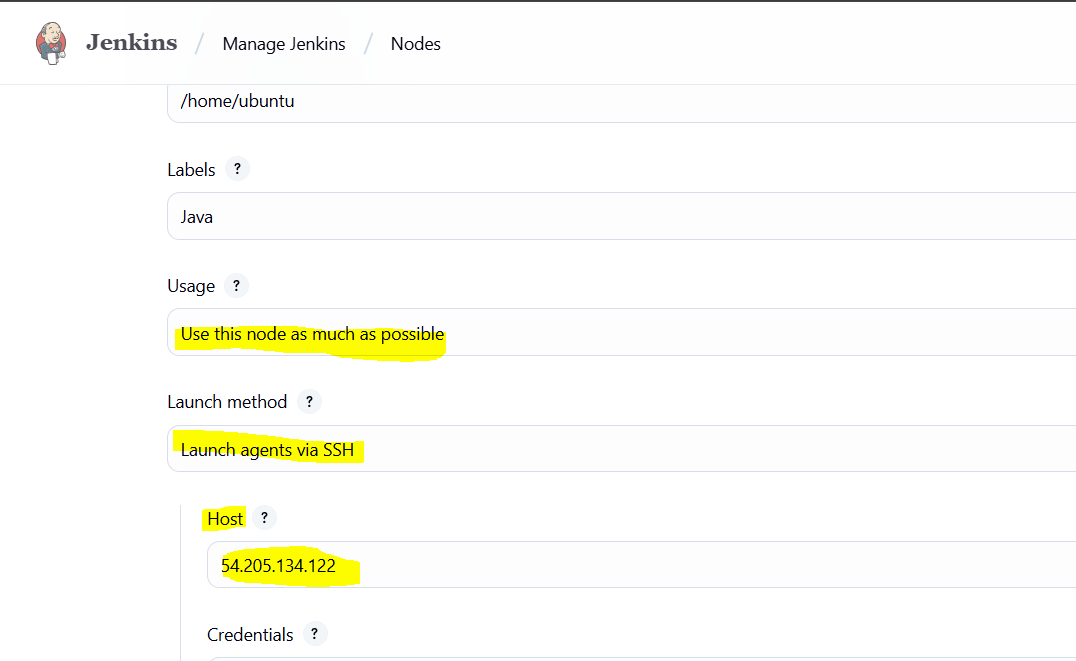 Jenkins / Manage Jenkins / Nodes
/home/ubuntu
Labels ?
Java
Usage ?
Use this node as much as possible
Launch method ?
Launch agents via SSH
Host ?
54.205.134.122
Credentials ?